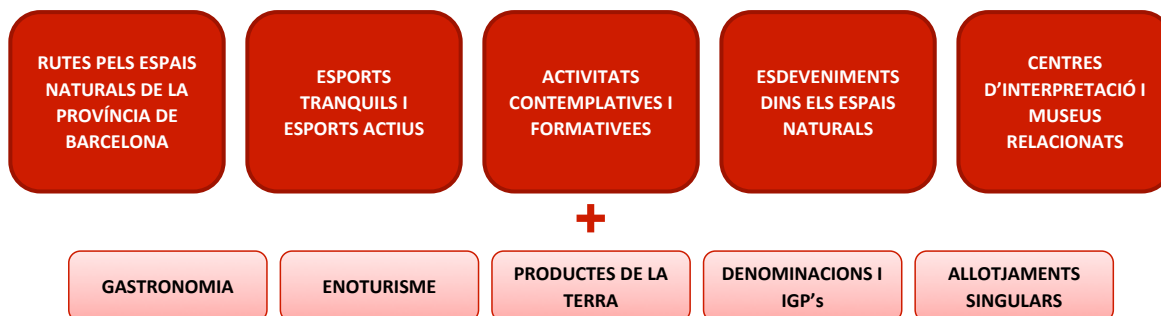 RUTES PELS ESPAIS
NATURALS DE LA
PROVÍNCIA DE
BARCELONA
ESPORTS
TRANQUILS I
ESPORTS ACTIUS
ACTIVITATS
CONTEMPLATIVES I
FORMATIVEES
ESDEVENIMENTS
DINS ELS ESPAIS
NATURALS
CENTRES
D'INTERPRETACIÓ I
MUSEUS
RELACIONATS
+
GASTRONOMIA
ENOTURISME
PRODUCTES DE LA
TERRA
DENOMINACIONS I
IGP's
ALLOTJAMENTS
SINGULARS